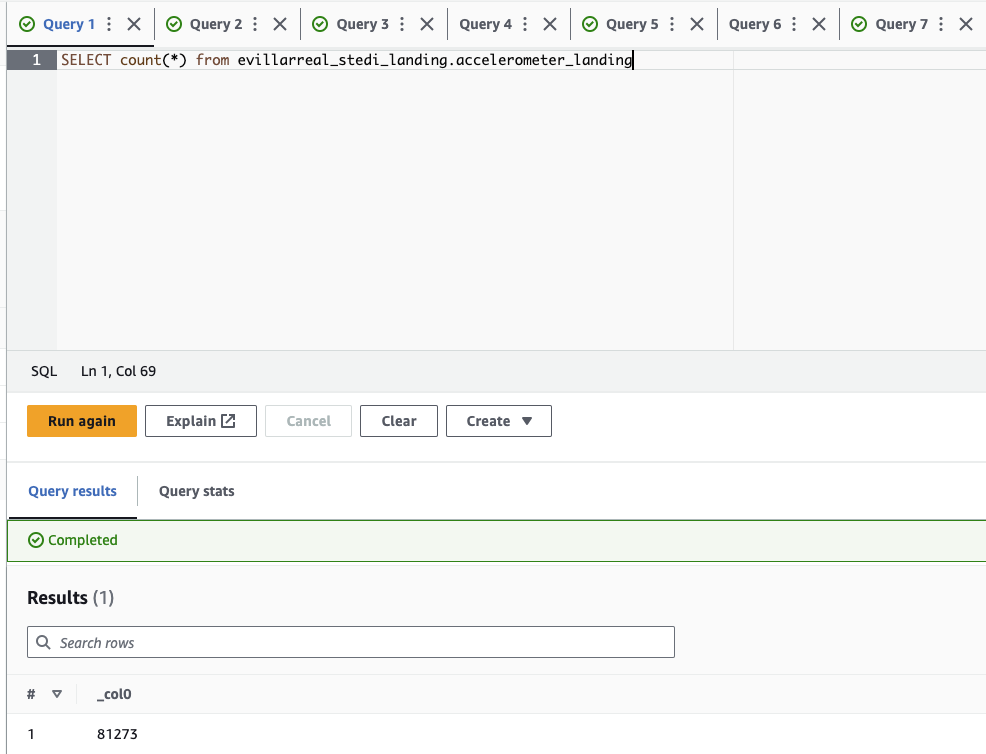 Query 1 Query 2 Query 3 Query 4 Query 5 Query 6 Query 7
1 SELECT count(*) from evillarreal_stedi_landing.accelerometer_landing
SQL Ln 1, Col 69
Run again Explain Cancel Clear Create
Query results Query stats
Completed
Results (1)
Search rows
# _col0
1 81273